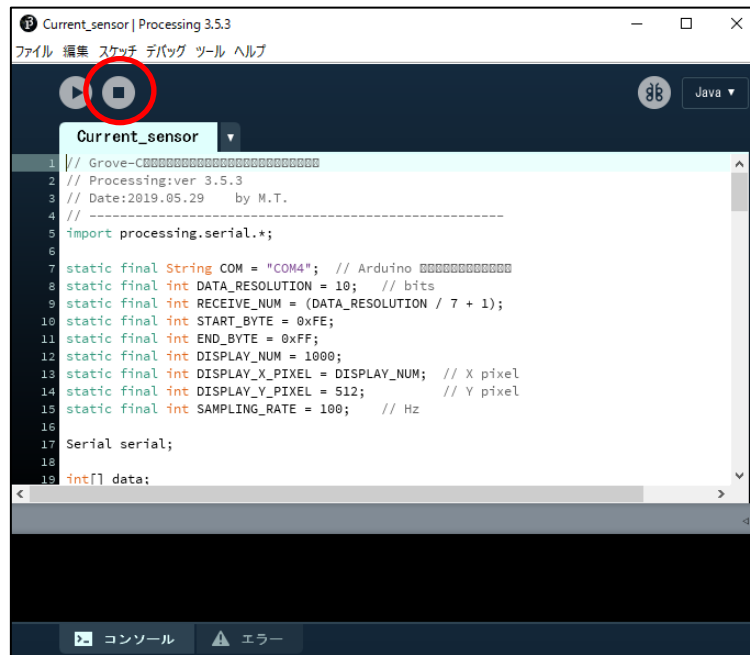 Current_sensor | Processing 3.5.3
ファイル 編集 スケッチ デバッグ ツール ヘルプ
Java ▼
Current_sensor ▼
1 // Grove-C
2 // Processing:ver 3.5.3
3 // Date:2019.05.29    by M.T.
4 // ------------------------------------------------------
5 import processing.serial.*;
6
7 static final String COM = "COM4";  // Arduino
8 static final int DATA_RESOLUTION = 10;   // bits
9 static final int RECEIVE_NUM = (DATA_RESOLUTION / 7 + 1);
10 static final int START_BYTE = 0xFE;
11 static final int END_BYTE = 0xFF;
12 static final int DISPLAY_NUM = 1000;
13 static final int DISPLAY_X_PIXEL = DISPLAY_NUM;  // X pixel
14 static final int DISPLAY_Y_PIXEL = 512;          // Y pixel
15 static final int SAMPLING_RATE = 100;    // Hz
16
17 Serial serial;
18
19 int[] data;
コンソール エラー